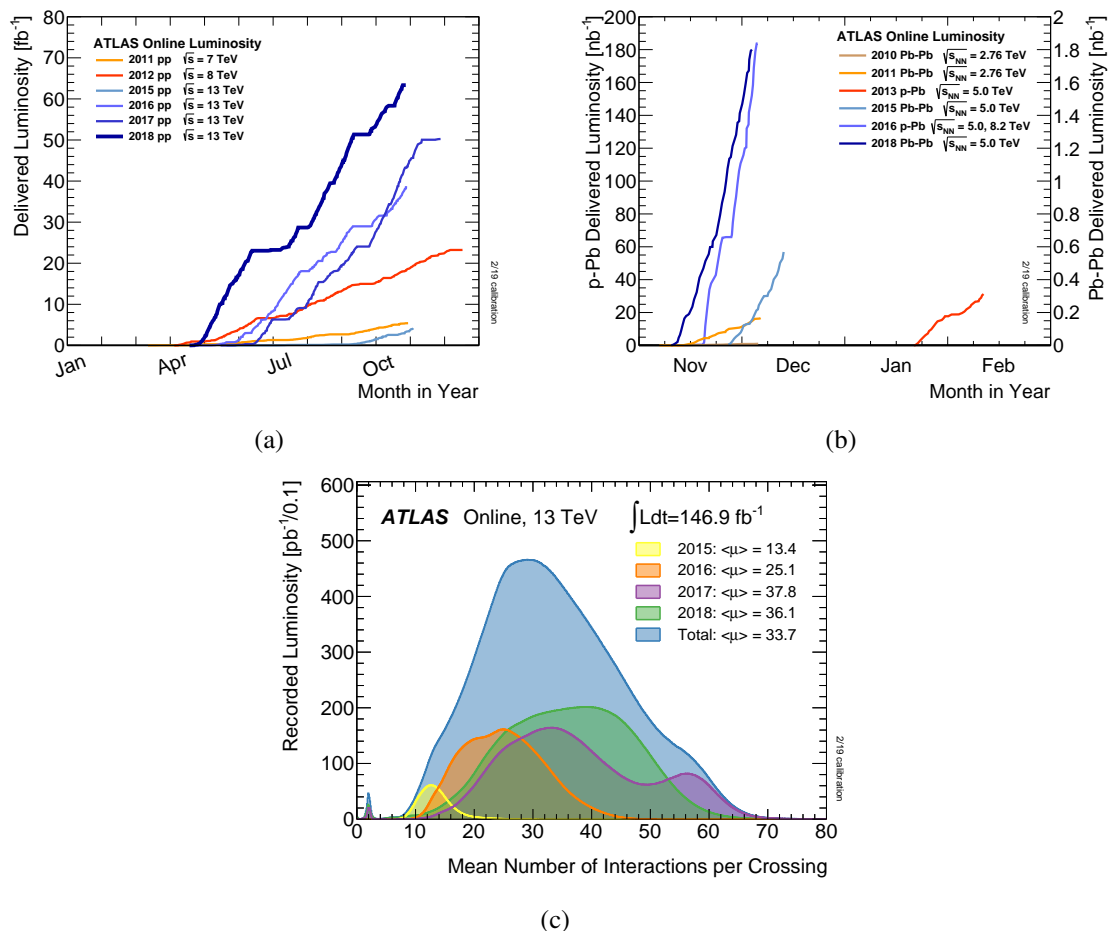 Delivered Luminosity [fb⁻¹]
80
70
60
50
40
30
20
10
0
ATLAS Online Luminosity
2011 pp √s = 7 TeV
2012 pp √s = 8 TeV
2015 pp √s = 13 TeV
2016 pp √s = 13 TeV
2017 pp √s = 13 TeV
2018 pp √s = 13 TeV
2/19 calibration
Jan Apr Jul Oct
Month in Year
(a)
p-Pb Delivered Luminosity [nb⁻¹]
200
180
160
140
120
100
80
60
40
20
0
ATLAS Online Luminosity
2010 Pb-Pb √sNN = 2.76 TeV
2011 Pb-Pb √sNN = 2.76 TeV
2013 p-Pb √sNN = 5.0 TeV
2015 Pb-Pb √sNN = 5.0 TeV
2016 p-Pb √sNN = 5.0, 8.2 TeV
2018 Pb-Pb √sNN = 5.0 TeV
2/19 calibration
2
1.8
1.6
1.4
1.2
1
0.8
0.6
0.4
0.2
0
Pb-Pb Delivered Luminosity [nb⁻¹]
Nov Dec Jan Feb
Month in Year
(b)
Recorded Luminosity [pb⁻¹/0.1]
600
500
400
300
200
100
0
ATLAS Online, 13 TeV ∫Ldt=146.9 fb⁻¹
2015: <μ> = 13.4
2016: <μ> = 25.1
2017: <μ> = 37.8
2018: <μ> = 36.1
Total: <μ> = 33.7
2/19 calibration
0 10 20 30 40 50 60 70 80
Mean Number of Interactions per Crossing
(c)